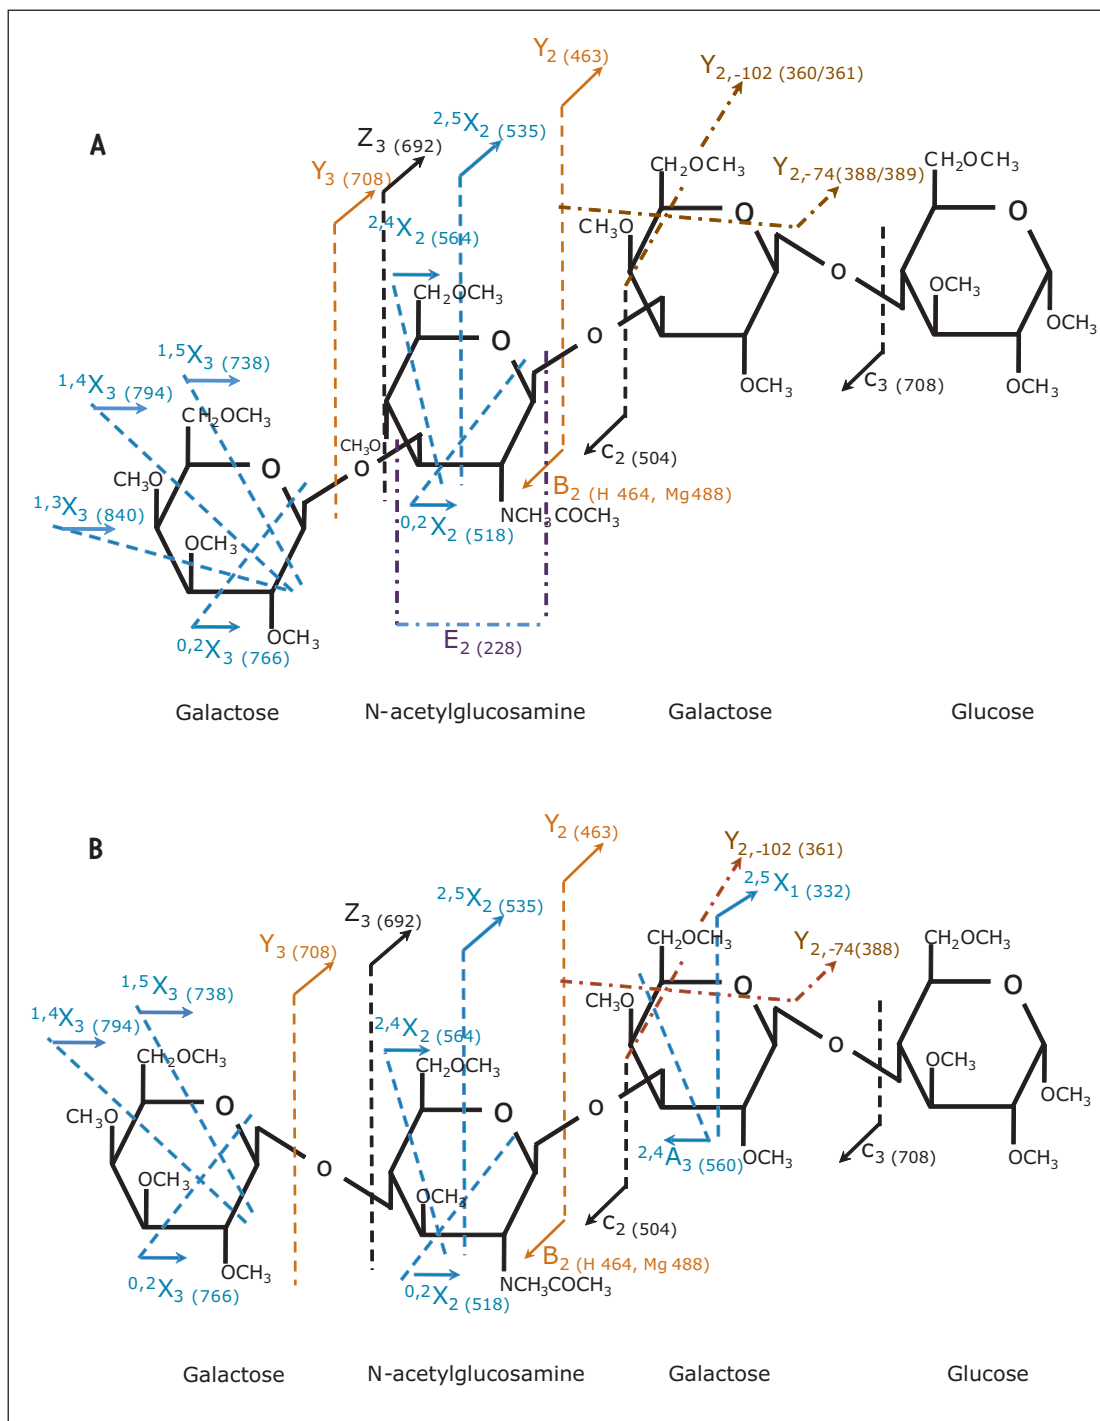 A
Y2 (463)
Y2,-102 (360/361)
2,5X2 (535)
Z3 (692)
Y3 (708)
CH2OCH3
Y2,-74(388/389)
CH2OCH3
O
O
2,4X2 (564)
CH3O
O
CH2OCH3
OCH3
OCH3
O
O
1,5X3 (738)
1,4X3 (794)
OCH3
OCH3
C3 (708)
CH2OCH3
CH3O
C2 (504)
O
O
CH3O
B2 (H 464, Mg 488)
1,3X3 (840)
NCH3COCH3
0,2X2 (518)
OCH3
OCH3
E2 (228)
0,2X3 (766)
Galactose
N-acetylglucosamine
Galactose
Glucose
B
Y2 (463)
Y2,-102 (361)
2,5X1 (332)
2,5X2 (535)
Z3 (692)
Y3 (708)
CH2OCH3
Y2,-74(388)
CH2OCH3
1,5X3 (738)
O
O
1,4X3 (794)
CH3O
2,4X2 (564)
O
CH2OCH3
CH2OCH3
OCH3
OCH3
O
O
O
CH3O
2,4A3 (560)
OCH3
C3 (708)
OCH3
O
OCH3
OCH3
C2 (504)
B2 (H 464, Mg 488)
OCH3
NCH3COCH3
0,2X3 (766)
0,2X2 (518)
Galactose
N-acetylglucosamine
Galactose
Glucose